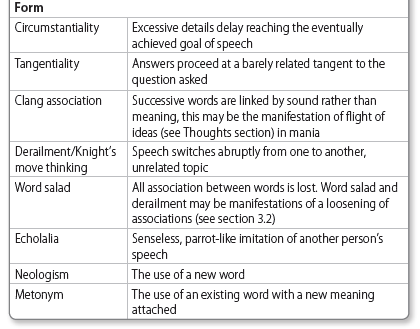 Form
Circumstantiality Excessive details delay reaching the eventually
achieved goal of speech
Tangentiality Answers proceed at a barely related tangent to the
question asked
Clang association Successive words are linked by sound rather than
meaning, this may be the manifestation of flight of
ideas (see Thoughts section) in mania
Derailment/Knight's Speech switches abruptly from one to another,
move thinking unrelated topic
Word salad All association between words is lost. Word salad and
derailment may be manifestations of a loosening of
associations (see section 3.2)
Echolalia Senseless, parrot-like imitation of another person's
speech
Neologism The use of a new word
Metonym The use of an existing word with a new meaning
attached